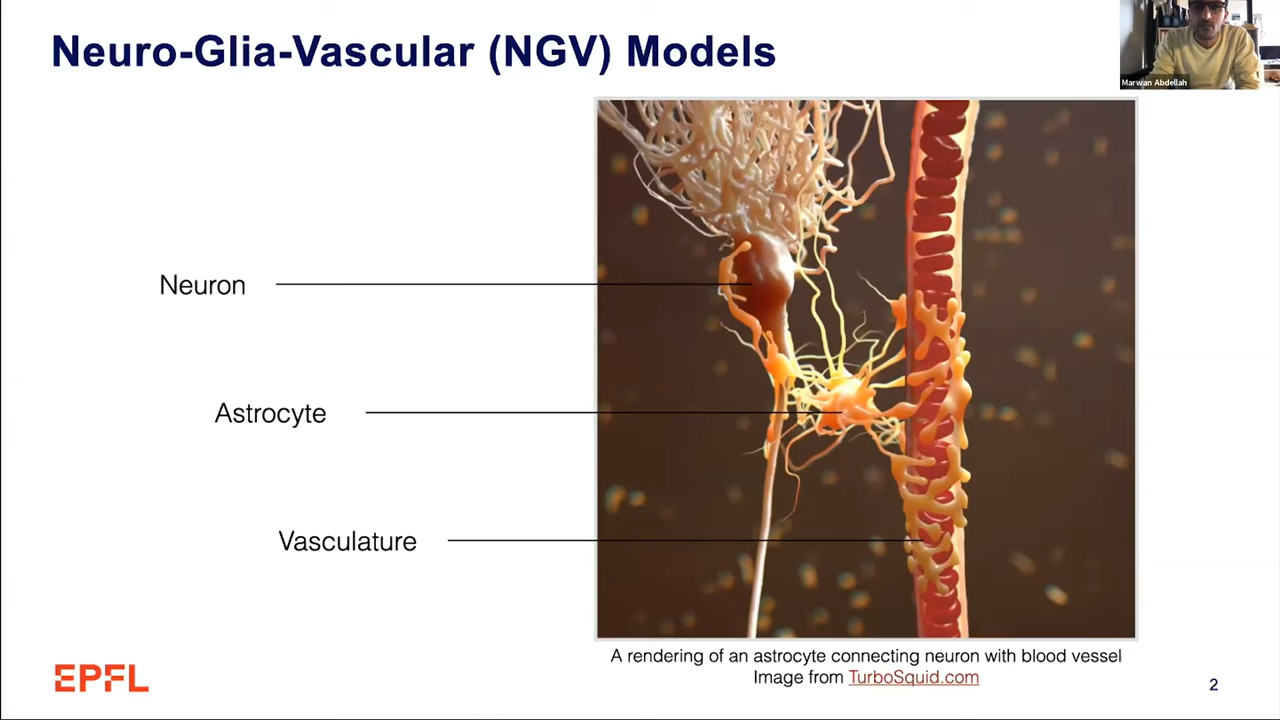 Neuro-Glia-Vascular (NGV) Models
Marwan Abdellah
Neuron
Astrocyte
Vasculature
A rendering of an astrocyte connecting neuron with blood vessel
Image from TurboSquid.com
EPFL
2